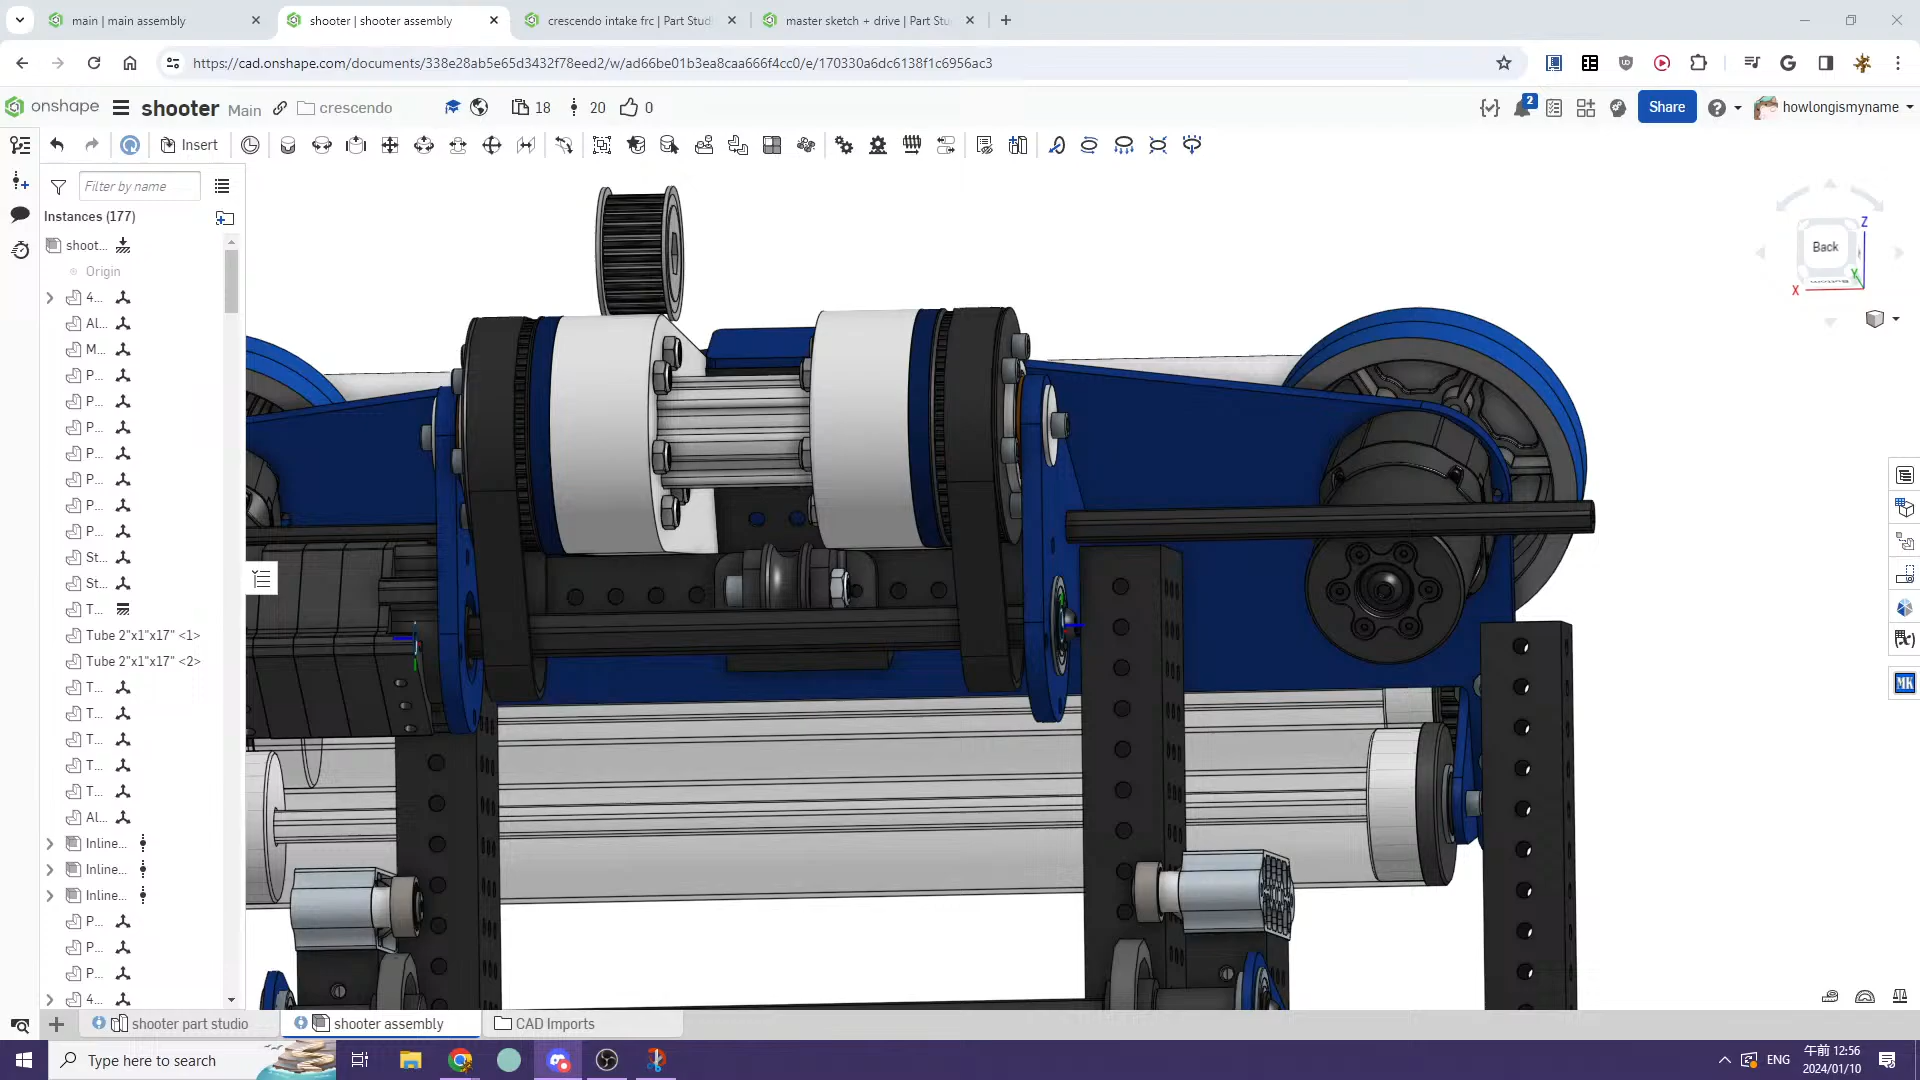 main | main assembly
shooter | shooter assembly
crescendo intake frc | Part Stud
master sketch + drive | Part Stu
https://cad.onshape.com/documents/338e28ab5e65d3432f78eed2/w/ad66be01b3ea8caa666f4cc0/e/170330a6dc6138f1c6956ac3
onshape
shooter Main
crescendo
18
20
0
2
Share
howlongismyname
Insert
Filter by name
Instances (177)
shoot...
Origin
4...
Al...
M...
P...
P...
P...
P...
P...
P...
P...
St...
St...
T...
Tube 2"x1"x17" <1>
Tube 2"x1"x17" <2>
T...
T...
T...
T...
T...
Al...
Inline...
Inline...
Inline...
P...
P...
P...
4...
Z
Back
Y
X
Bottom
MK
shooter part studio
shooter assembly
CAD Imports
Type here to search
ENG
午前 12:56
2024/01/10